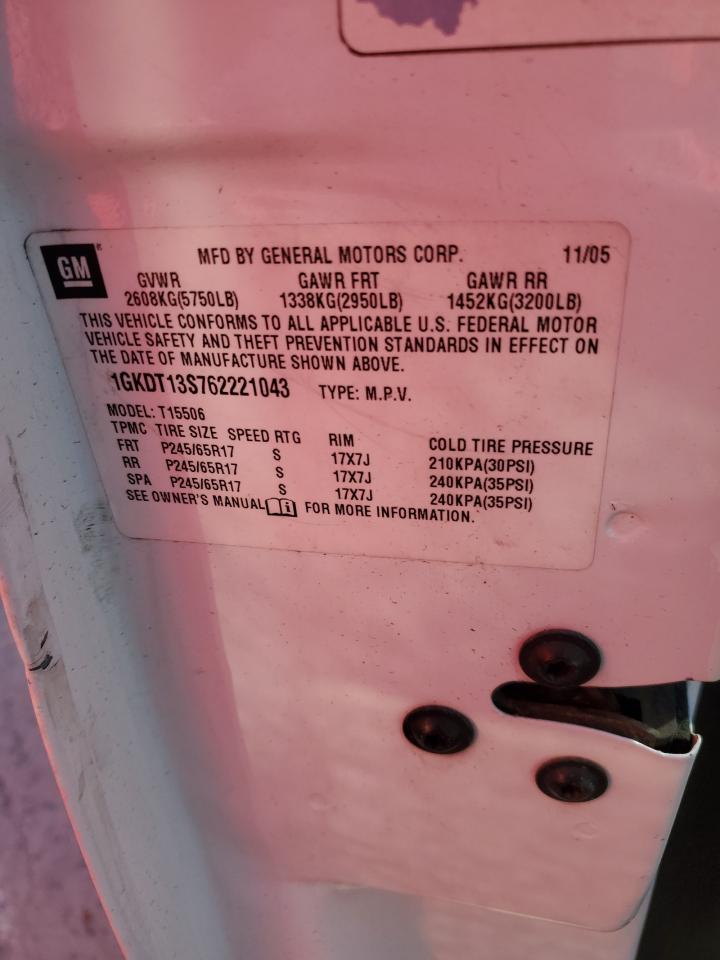 GM® MFD BY GENERAL MOTORS CORP. 11/05
GVWR GAWR FRT GAWR RR
2608KG(5750LB) 1338KG(2950LB) 1452KG(3200LB)
THIS VEHICLE CONFORMS TO ALL APPLICABLE U.S. FEDERAL MOTOR
VEHICLE SAFETY AND THEFT PREVENTION STANDARDS IN EFFECT ON
THE DATE OF MANUFACTURE SHOWN ABOVE.
1GKDT13S762221043 TYPE: M.P.V.
MODEL: T15506
TPMC TIRE SIZE SPEED RTG RIM COLD TIRE PRESSURE
FRT P245/65R17 S 17X7J 210KPA(30PSI)
RR P245/65R17 S 17X7J 240KPA(35PSI)
SPA P245/65R17 S 17X7J 240KPA(35PSI)
SEE OWNER'S MANUAL i FOR MORE INFORMATION.